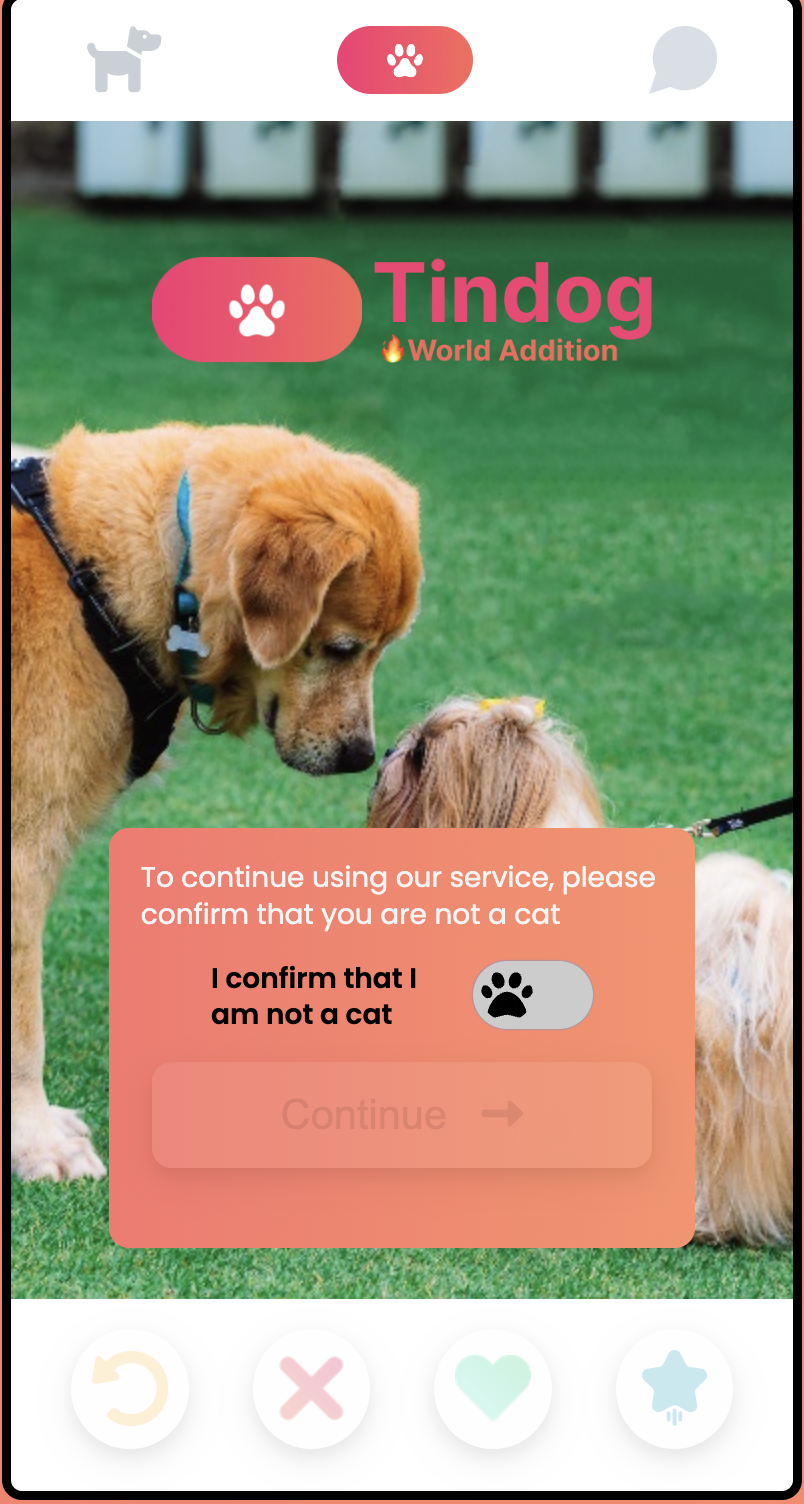 Tindog
🔥World Addition
To continue using our service, please
confirm that you are not a cat
I confirm that I
am not a cat
Continue →